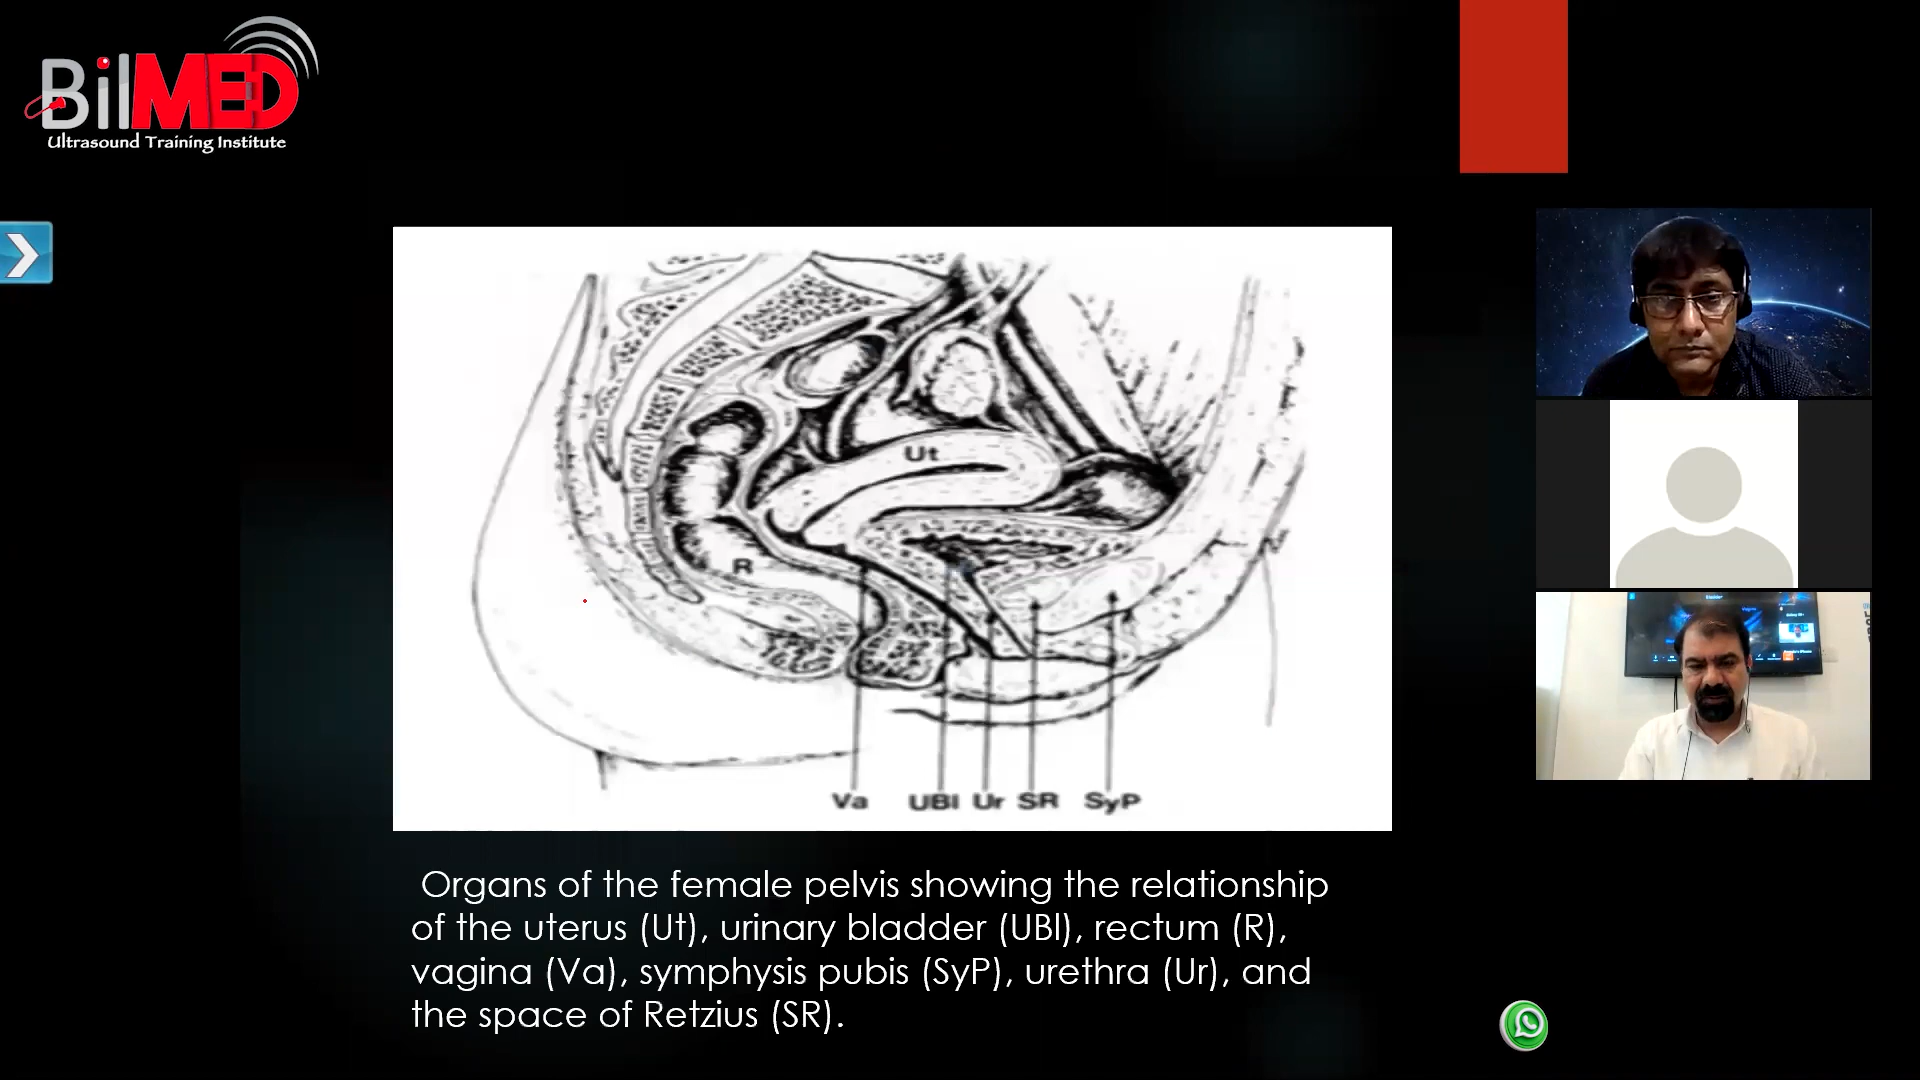 BilMED
Ultrasound Training Institute
Ut
R
Va UBl Ur SR SyP
Organs of the female pelvis showing the relationship
of the uterus (Ut), urinary bladder (UBl), rectum (R),
vagina (Va), symphysis pubis (SyP), urethra (Ur), and
the space of Retzius (SR).